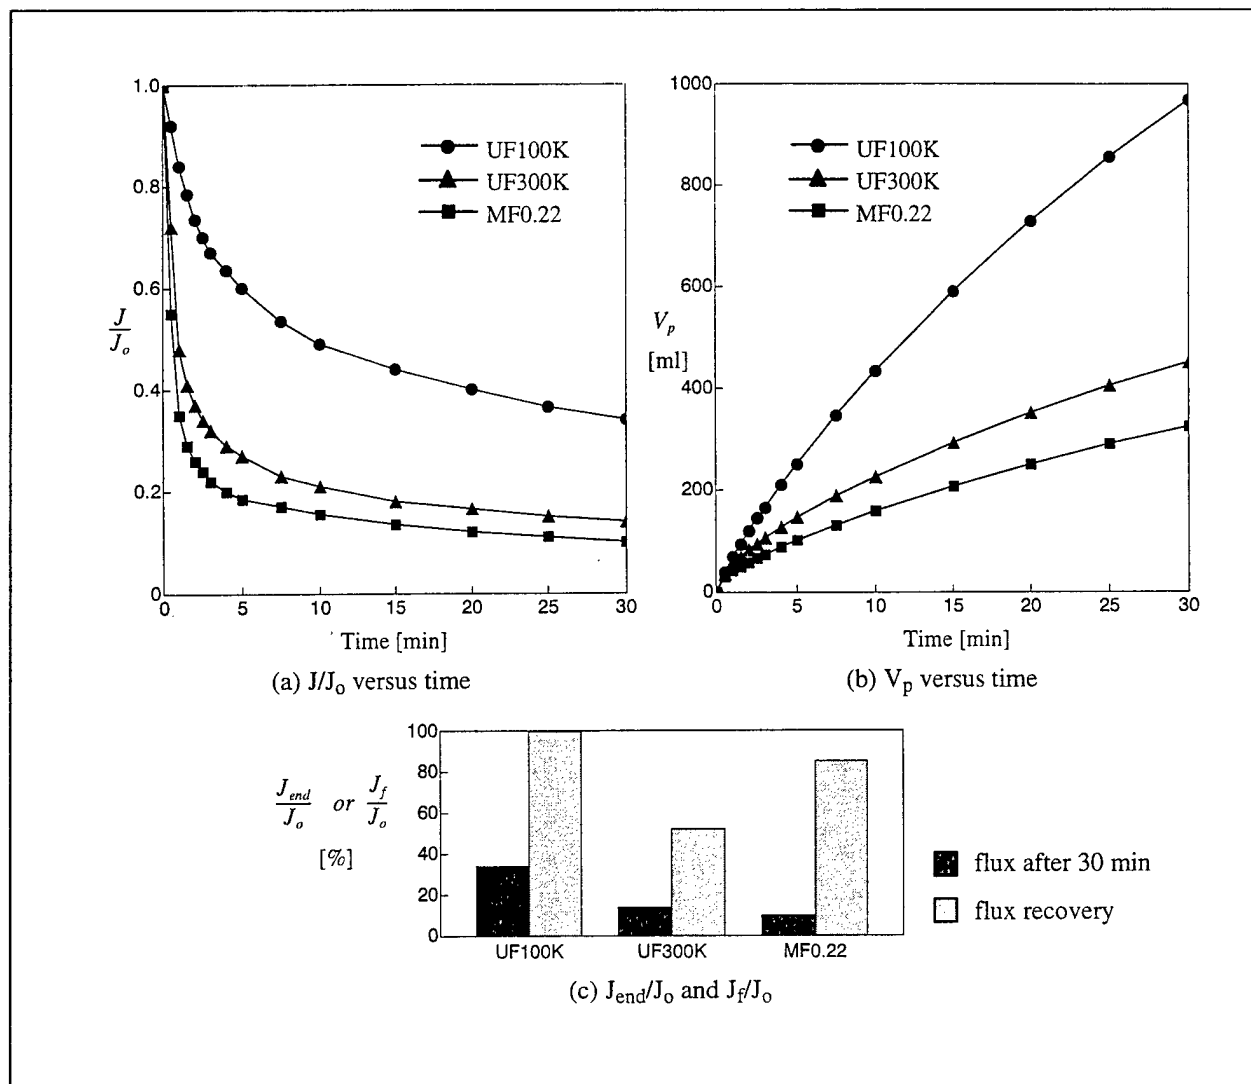 1.0
0.8
0.6
0.4
0.2
0
J
J_o
UF100K
UF300K
MF0.22
0 5 10 15 20 25 30
Time [min]
(a) J/J_o versus time
1000
800
600
400
200
0
V_p
[ml]
UF100K
UF300K
MF0.22
0 5 10 15 20 25 30
Time [min]
(b) V_p versus time
100
80
60
40
20
0
J_end or J_f
J_o J_o
[%]
UF100K UF300K MF0.22
flux after 30 min
flux recovery
(c) J_end/J_o and J_f/J_o